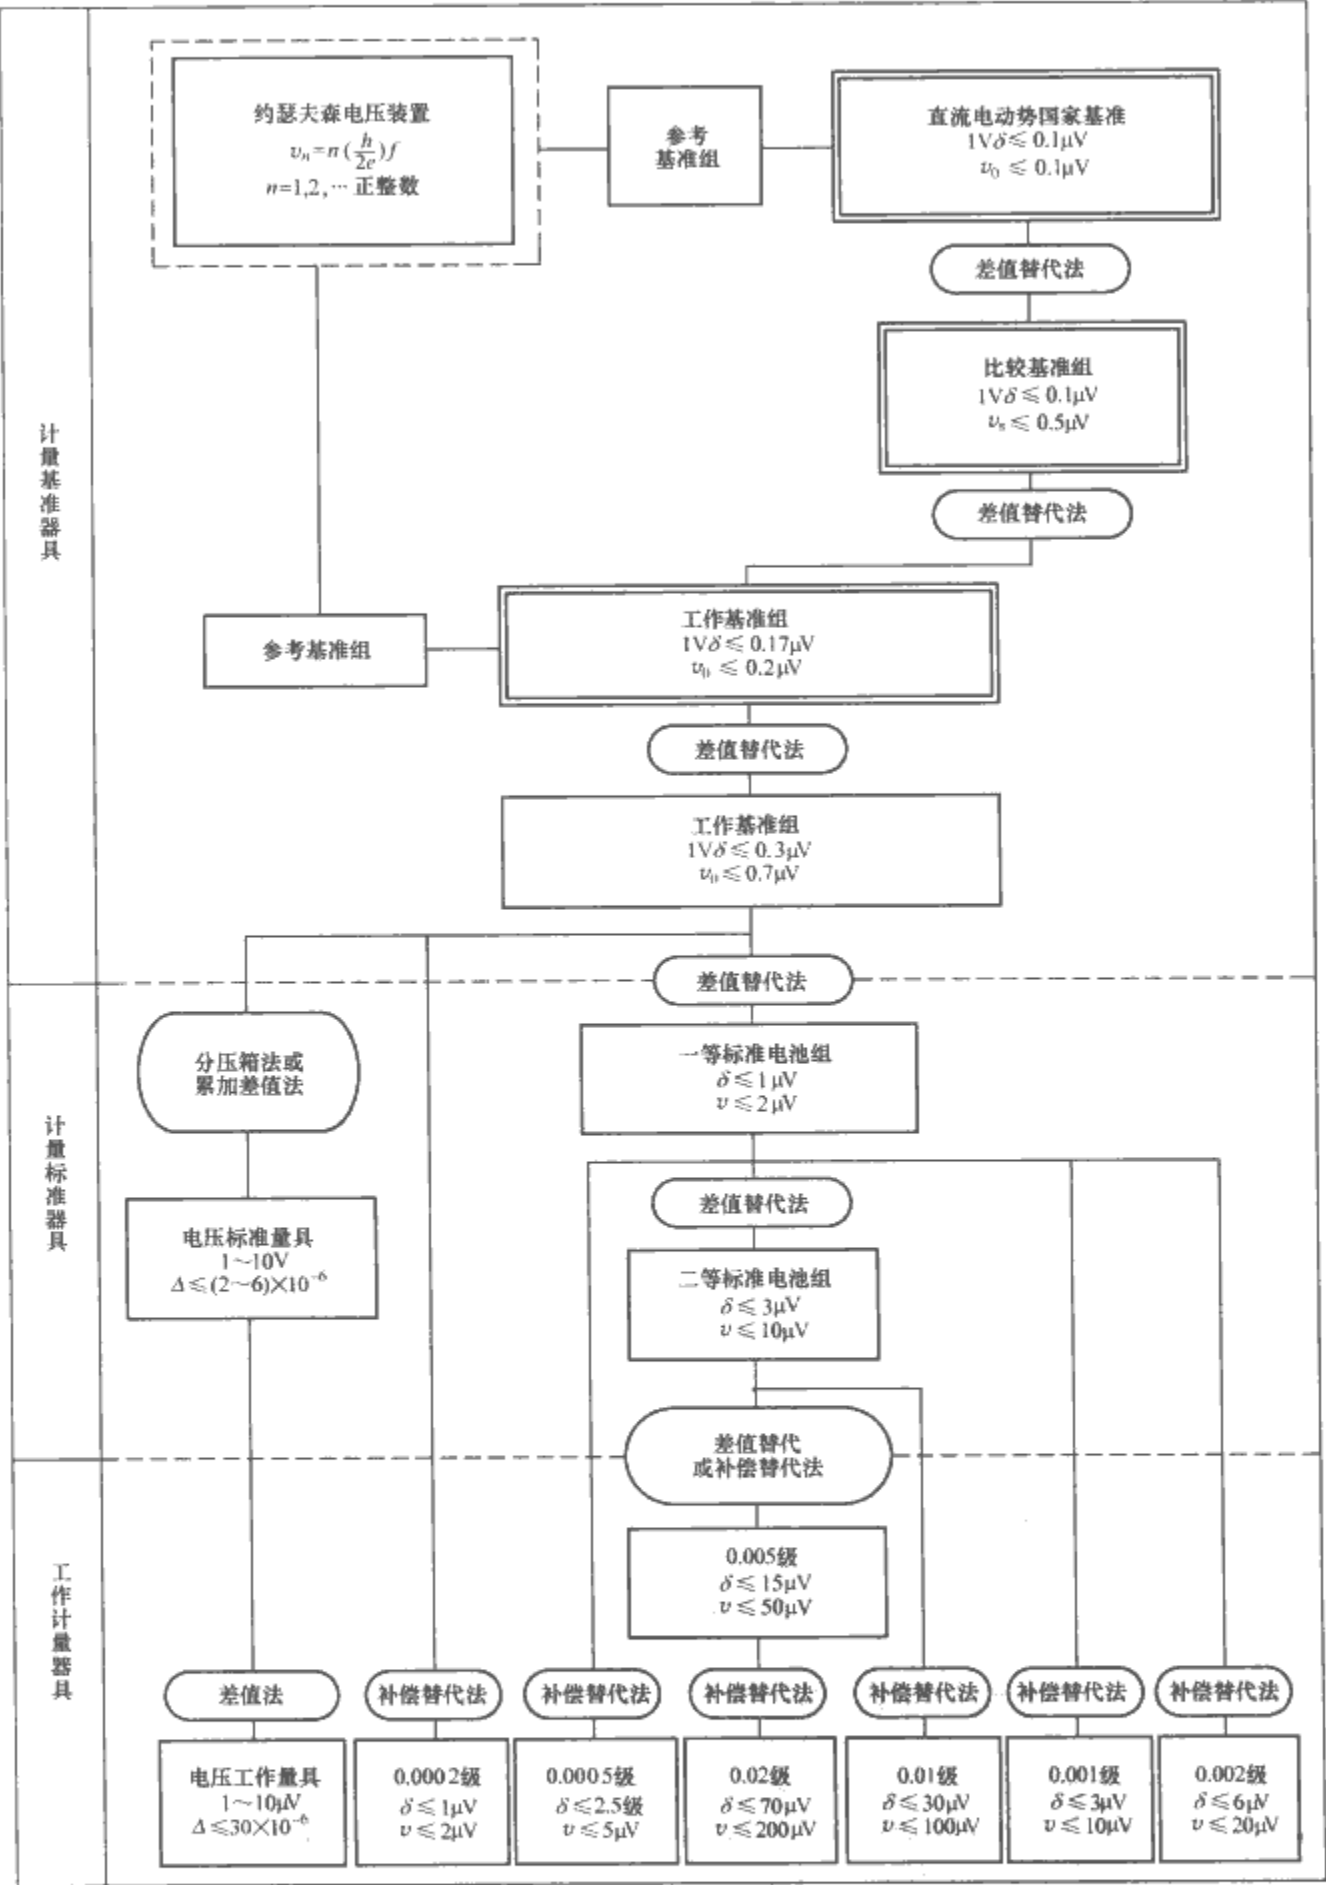 约瑟夫森电压装置
υₙ=n(h/2e)f
n=1,2,…正整数
参考
基准组
直流电动势国家基准
1Vδ≤0.1μV
υ₀≤0.1μV
差值替代法
比较基准组
1Vδ≤0.1μV
υₛ≤0.5μV
差值替代法
计量基准器具
参考基准组
工作基准组
1Vδ≤0.17μV
υ₀≤0.2μV
差值替代法
工作基准组
1Vδ≤0.3μV
υ₀≤0.7μV
差值替代法
计量标准器具
分压箱法或
累加差值法
一等标准电池组
δ≤1μV
υ≤2μV
差值替代法
电压标准量具
1~10V
Δ≤(2~6)×10⁻⁶
二等标准电池组
δ≤3μV
υ≤10μV
差值替代
或补偿替代法
工作计量器具
0.005级
δ≤15μV
υ≤50μV
差值法
补偿替代法
补偿替代法
补偿替代法
补偿替代法
补偿替代法
补偿替代法
电压工作量具
1~10μV
Δ≤30×10⁻⁶
0.0002级
δ≤1μV
υ≤2μV
0.0005级
δ≤2.5级
υ≤5μV
0.02级
δ≤70μV
υ≤200μV
0.01级
δ≤30μV
υ≤100μV
0.001级
δ≤3μV
υ≤10μV
0.002级
δ≤6μV
υ≤20μV